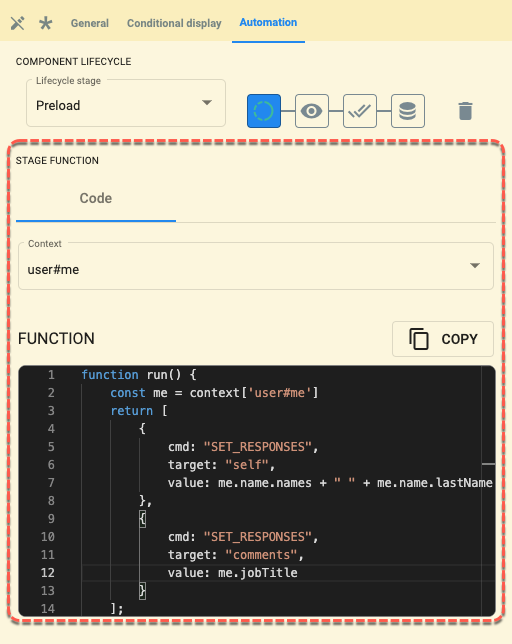 General Conditional display Automation
COMPONENT LIFECYCLE
Lifecycle stage
Preload
STAGE FUNCTION
Code
Context
user#me
FUNCTION
COPY
1 function run() {
2 const me = context['user#me']
3 return [
4 {
5 cmd: "SET_RESPONSES",
6 target: "self",
7 value: me.name.names + " " + me.name.lastName
8 },
9 {
10 cmd: "SET_RESPONSES",
11 target: "comments",
12 value: me.jobTitle
13 }
14 ];